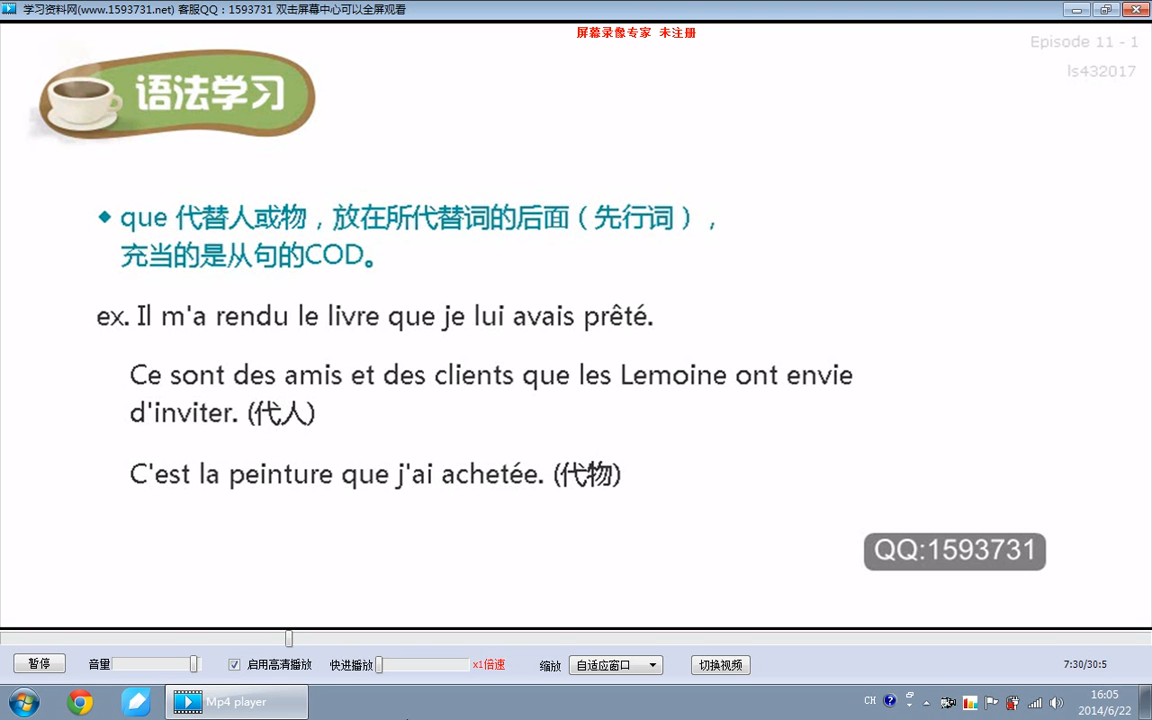 学习资料网(www.1593731.net) 客服QQ：1593731 双击屏幕中心可以全屏观看
屏幕录像专家 未注册
Episode 11 - 1
ls432017
语法学习
◆ que 代替人或物，放在所代替词的后面（先行词），
充当的是从句的COD。
ex. Il m'a rendu le livre que je lui avais prêté.
Ce sont des amis et des clients que les Lemoine ont envie
d'inviter. (代人)
C'est la peinture que j'ai achetée. (代物)
QQ:1593731
暂停 音量 启用高清播放 快进播放 x1倍速 缩放 自适应窗口 切换视频 7:30/30:5
Mp4 player CH 16:05
2014/6/22